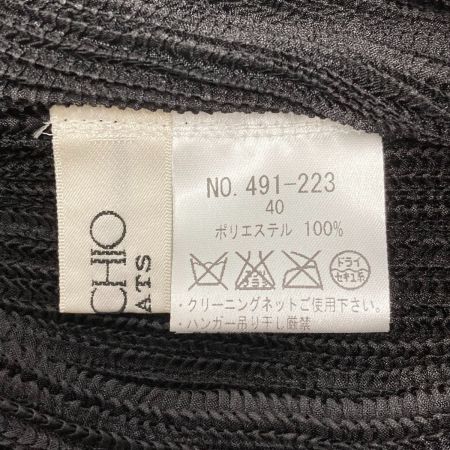 CHIO
ATS
NO. 491-223
40
ポリエステル 100%
ドライ
セキユ系
・クリーニングネットご使用下さい。
・ハンガー吊り干し厳禁